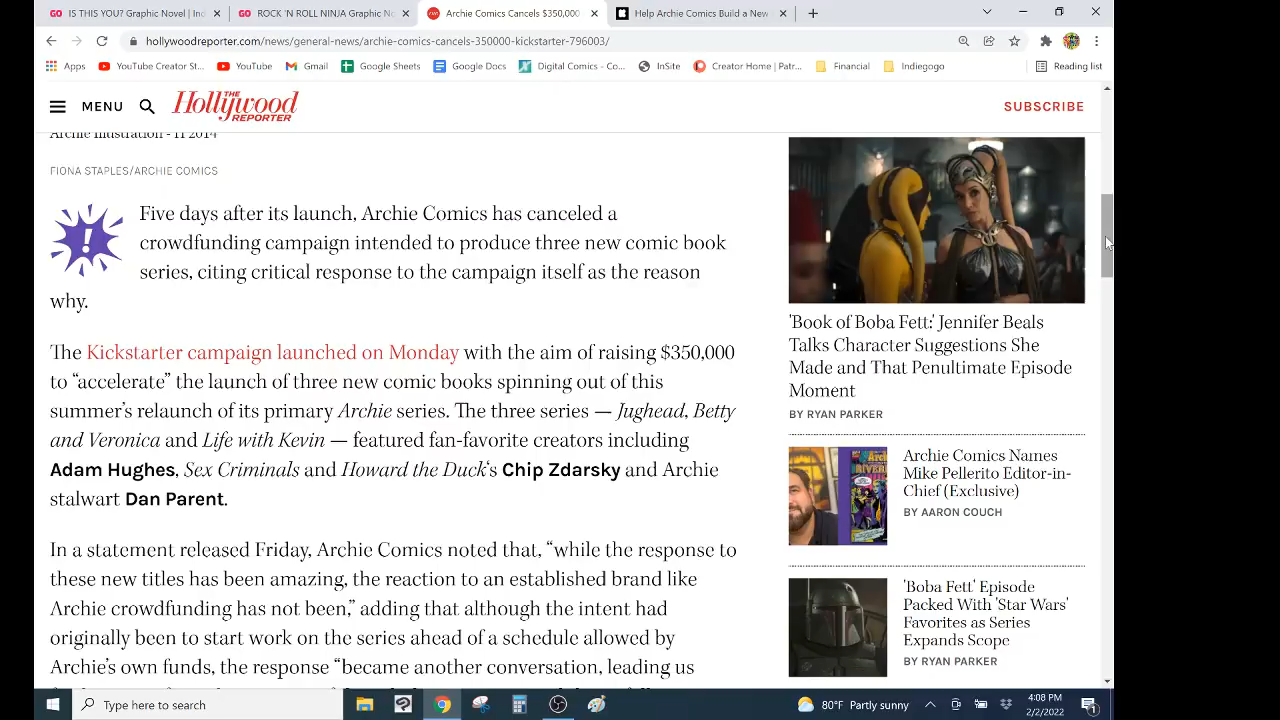 IS THIS YOU? Graphic Novel | Ind
ROCK 'N ROLL NINJA Graphic No
Archie Comics Cancels $350,000
Help Archie Comics Build a New
hollywoodreporter.com/news/general-news/archie-comics-cancels-350000-kickstarter-796003/
Apps
YouTube Creator St...
YouTube
Gmail
Google Sheets
Google Docs
Digital Comics - Co...
InSite
Creator Home | Patr...
Financial
Indiegogo
Reading list
MENU
THE
Hollywood
REPORTER
SUBSCRIBE
Archie Illustration - H 2014
FIONA STAPLES/ARCHIE COMICS
Five days after its launch, Archie Comics has canceled a
crowdfunding campaign intended to produce three new comic book
series, citing critical response to the campaign itself as the reason
why.
The Kickstarter campaign launched on Monday with the aim of raising $350,000
to “accelerate” the launch of three new comic books spinning out of this
summer’s relaunch of its primary Archie series. The three series — Jughead, Betty
and Veronica and Life with Kevin — featured fan-favorite creators including
Adam Hughes, Sex Criminals and Howard the Duck‘s Chip Zdarsky and Archie
stalwart Dan Parent.
In a statement released Friday, Archie Comics noted that, “while the response to
these new titles has been amazing, the reaction to an established brand like
Archie crowdfunding has not been,” adding that although the intent had
originally been to start work on the series ahead of a schedule allowed by
Archie’s own funds, the response “became another conversation, leading us
'Book of Boba Fett:' Jennifer Beals
Talks Character Suggestions She
Made and That Penultimate Episode
Moment
BY RYAN PARKER
Archie Comics Names
Mike Pellerito Editor-in-
Chief (Exclusive)
BY AARON COUCH
'Boba Fett' Episode
Packed With 'Star Wars'
Favorites as Series
Expands Scope
BY RYAN PARKER
Type here to search
80°F Partly sunny
4:08 PM
2/2/2022
1